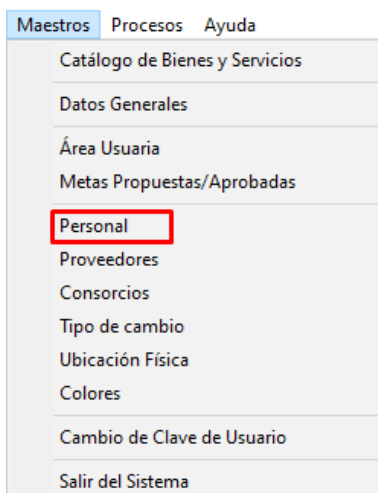 Maestros Procesos Ayuda
Catálogo de Bienes y Servicios
Datos Generales
Área Usuaria
Metas Propuestas/Aprobadas
Personal
Proveedores
Consorcios
Tipo de cambio
Ubicación Física
Colores
Cambio de Clave de Usuario
Salir del Sistema